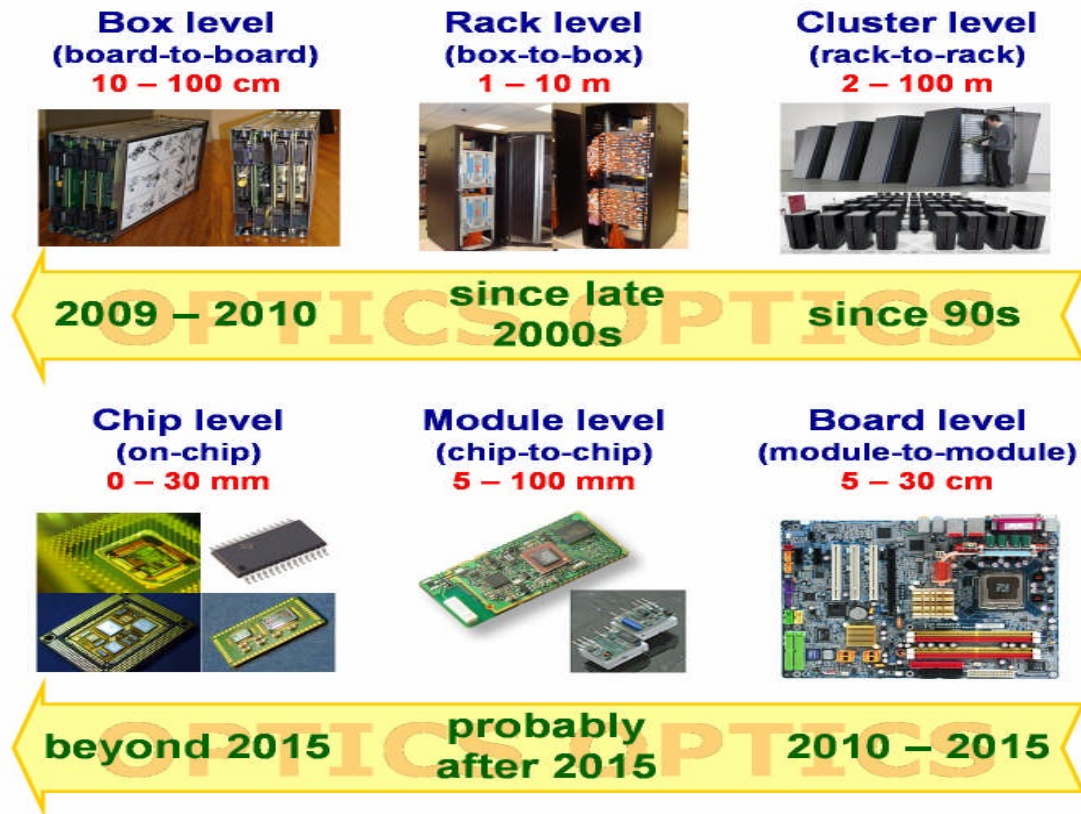 Box level
(board-to-board)
10 – 100 cm
Rack level
(box-to-box)
1 – 10 m
Cluster level
(rack-to-rack)
2 – 100 m
OPTICS OPTICS
2009 – 2010
since late
2000s
since 90s
Chip level
(on-chip)
0 – 30 mm
Module level
(chip-to-chip)
5 – 100 mm
Board level
(module-to-module)
5 – 30 cm
OPTICS OPTICS
beyond 2015
probably
after 2015
2010 – 2015